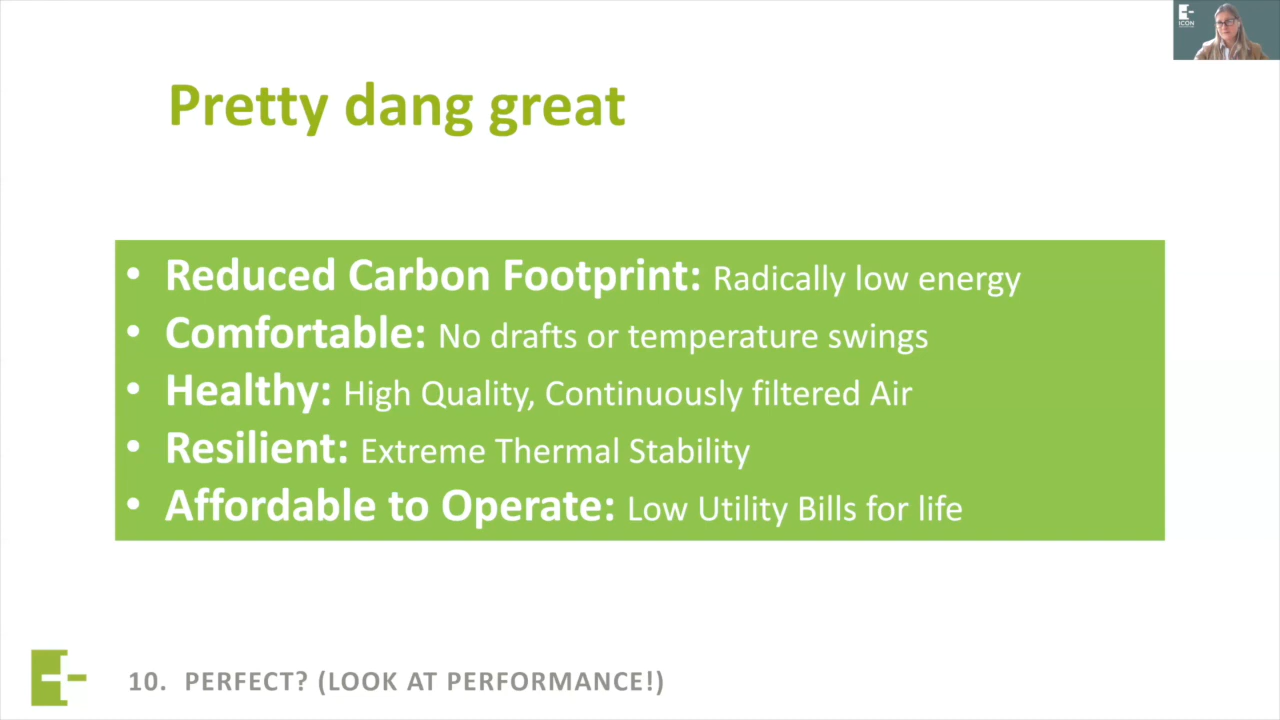 ICON
Pretty dang great
• Reduced Carbon Footprint: Radically low energy
• Comfortable: No drafts or temperature swings
• Healthy: High Quality, Continuously filtered Air
• Resilient: Extreme Thermal Stability
• Affordable to Operate: Low Utility Bills for life
10. PERFECT? (LOOK AT PERFORMANCE!)